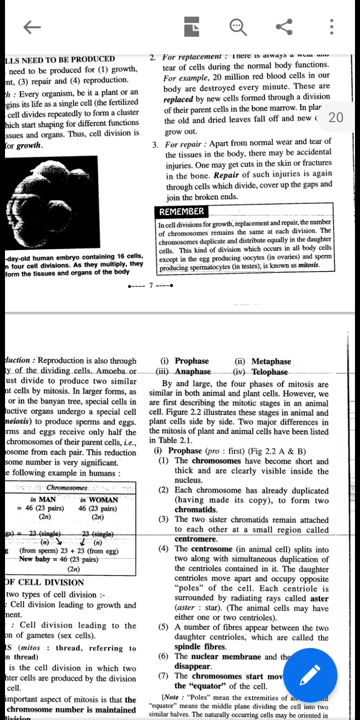 LLS NEED TO BE PRODUCED
need to be produced for (1) growth,
nt, (3) repair and (4) reproduction.
h : Every organism, be it a plant or an
gins its life as a single cell (the fertilized
cell divides repeatedly to form a cluster
hich start shaping for different functions
ssues and organs. Thus, cell division is
for growth.
-day-old human embryo containing 16 cells,
n four cell divisions. As they multiply, they
form the tissues and organs of the body
2. For replacement : There is always a wear and
tear of cells during the normal body functions.
For example, 20 million red blood cells in our
body are destroyed every minute. These are
replaced by new cells formed through a division
of their parent cells in the bone marrow. In plan
the old and dried leaves fall off and new
grow out.
20
3. For repair : Apart from normal wear and tear of
the tissues in the body, there may be accidental
injuries. One may get cuts in the skin or fractures
in the bone. Repair of such injuries is again
through cells which divide, cover up the gaps and
join the broken ends.
REMEMBER
In cell divisions for growth, replacement and repair, the number
of chromosomes remains the same at each division. The
chromosomes duplicate and distribute equally in the daughter
cells. This kind of division which occurs in all body cells
except in the egg producing oocytes (in ovaries) and sperm
producing spermatocytes (in testes), is known as mitosis.
7
duction : Reproduction is also through
ty of the dividing cells. Amoeba or
ust divide to produce two similar
nt cells by mitosis. In larger forms, as
or in the banyan tree, special cells in
luctive organs undergo a special cell
meiosis) to produce sperms and eggs.
rms and eggs receive only half the
chromosomes of their parent cells, i.e.,
osome from each pair. This reduction
some number is very significant.
e following example in humans :
Chromosomes
in MAN in WOMAN
= 46 (23 pairs) 46 (23 pairs)
(2n) (2n)
gs) = 23 (single) 23 (single)
(n) (n)
g (from sperm) 23 + 23 (from egg)
New baby = 46 (23 pairs)
(2n)
OF CELL DIVISION
two types of cell division :-
: Cell division leading to growth and
ment.
: Cell division leading to the
on of gametes (sex cells).
IS (mitos : thread, referring to
n thread)
is the cell division in which two
hter cells are produced by the division
cell.
important aspect of mitosis is that the
chromosome number is maintained
division
(i) Prophase (ii) Metaphase
(iii) Anaphase (iv) Telophase
By and large, the four phases of mitosis are
similar in both animal and plant cells. However, we
are first describing the mitotic stages in an animal
cell. Figure 2.2 illustrates these stages in animal and
plant cells side by side. Two major differences in
the mitosis of plant and animal cells have been listed
in Table 2.1.
(i) Prophase (pro : first) (Fig 2.2 A & B)
(1) The chromosomes have become short and
thick and are clearly visible inside the
nucleus.
(2) Each chromosome has already duplicated
(having made its copy), to form two
chromatids.
(3) The two sister chromatids remain attached
to each other at a small region called
centromere.
(4) The centrosome (in animal cell) splits into
two along with simultaneous duplication of
the centrioles contained in it. The daughter
centrioles move apart and occupy opposite
"poles" of the cell. Each centriole is
surrounded by radiating rays called aster
(aster : star). (The animal cells may have
either one or two centrioles).
(5) A number of fibres appear between the two
daughter centrioles, which are called the
spindle fibres.
(6) The nuclear membrane and the
disappear.
(7) The chromosomes start mov
the "equator" of the cell.
[Note : "Poles" mean the extremities of a
"equator" means the middle plane dividing the cell into two
similar halves. The naturally occurring cells may be oriented in